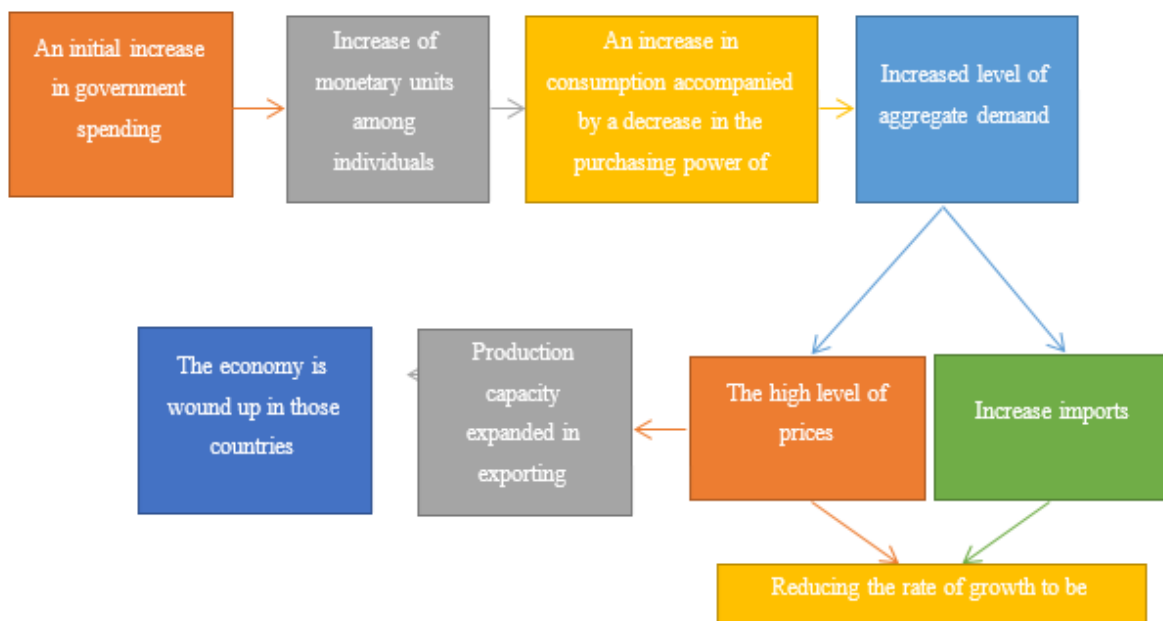 An initial increase
in government
spending
Increase of
monetary units
among
individuals
An increase in
consumption accompanied
by a decrease in the
purchasing power of
Increased level of
aggregate demand
The economy is
wound up in those
countries
Production
capacity
expanded in
exporting
The high level of
prices
Increase imports
Reducing the rate of growth to be